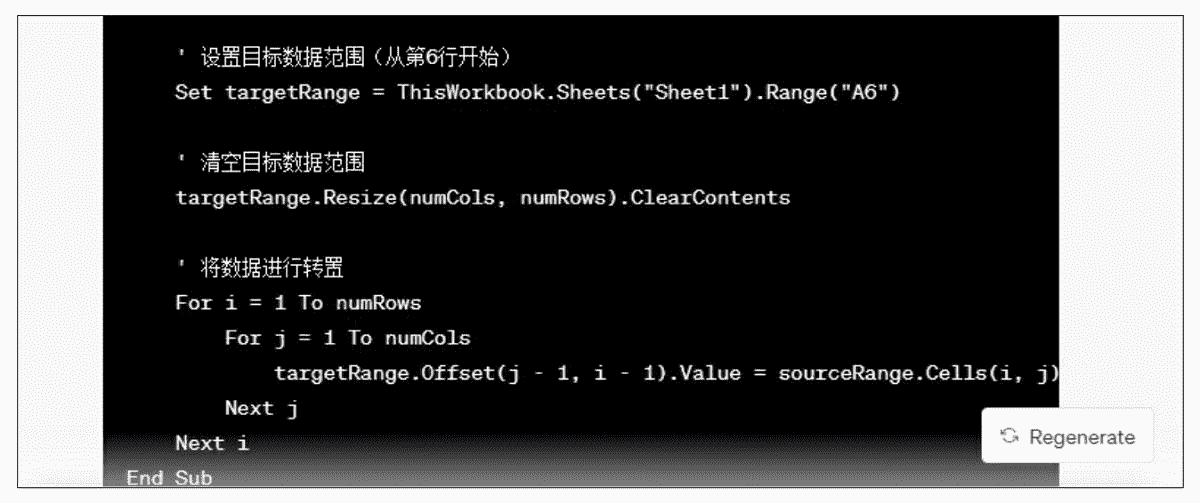 ' 设置目标数据范围（从第6行开始）
Set targetRange = ThisWorkbook.Sheets("Sheet1").Range("A6")
' 清空目标数据范围
targetRange.Resize(numCols, numRows).ClearContents
' 将数据进行转置
For i = 1 To numRows
For j = 1 To numCols
targetRange.Offset(j - 1, i - 1).Value = sourceRange.Cells(i, j)
Next j
Regenerate
Next i
End Sub